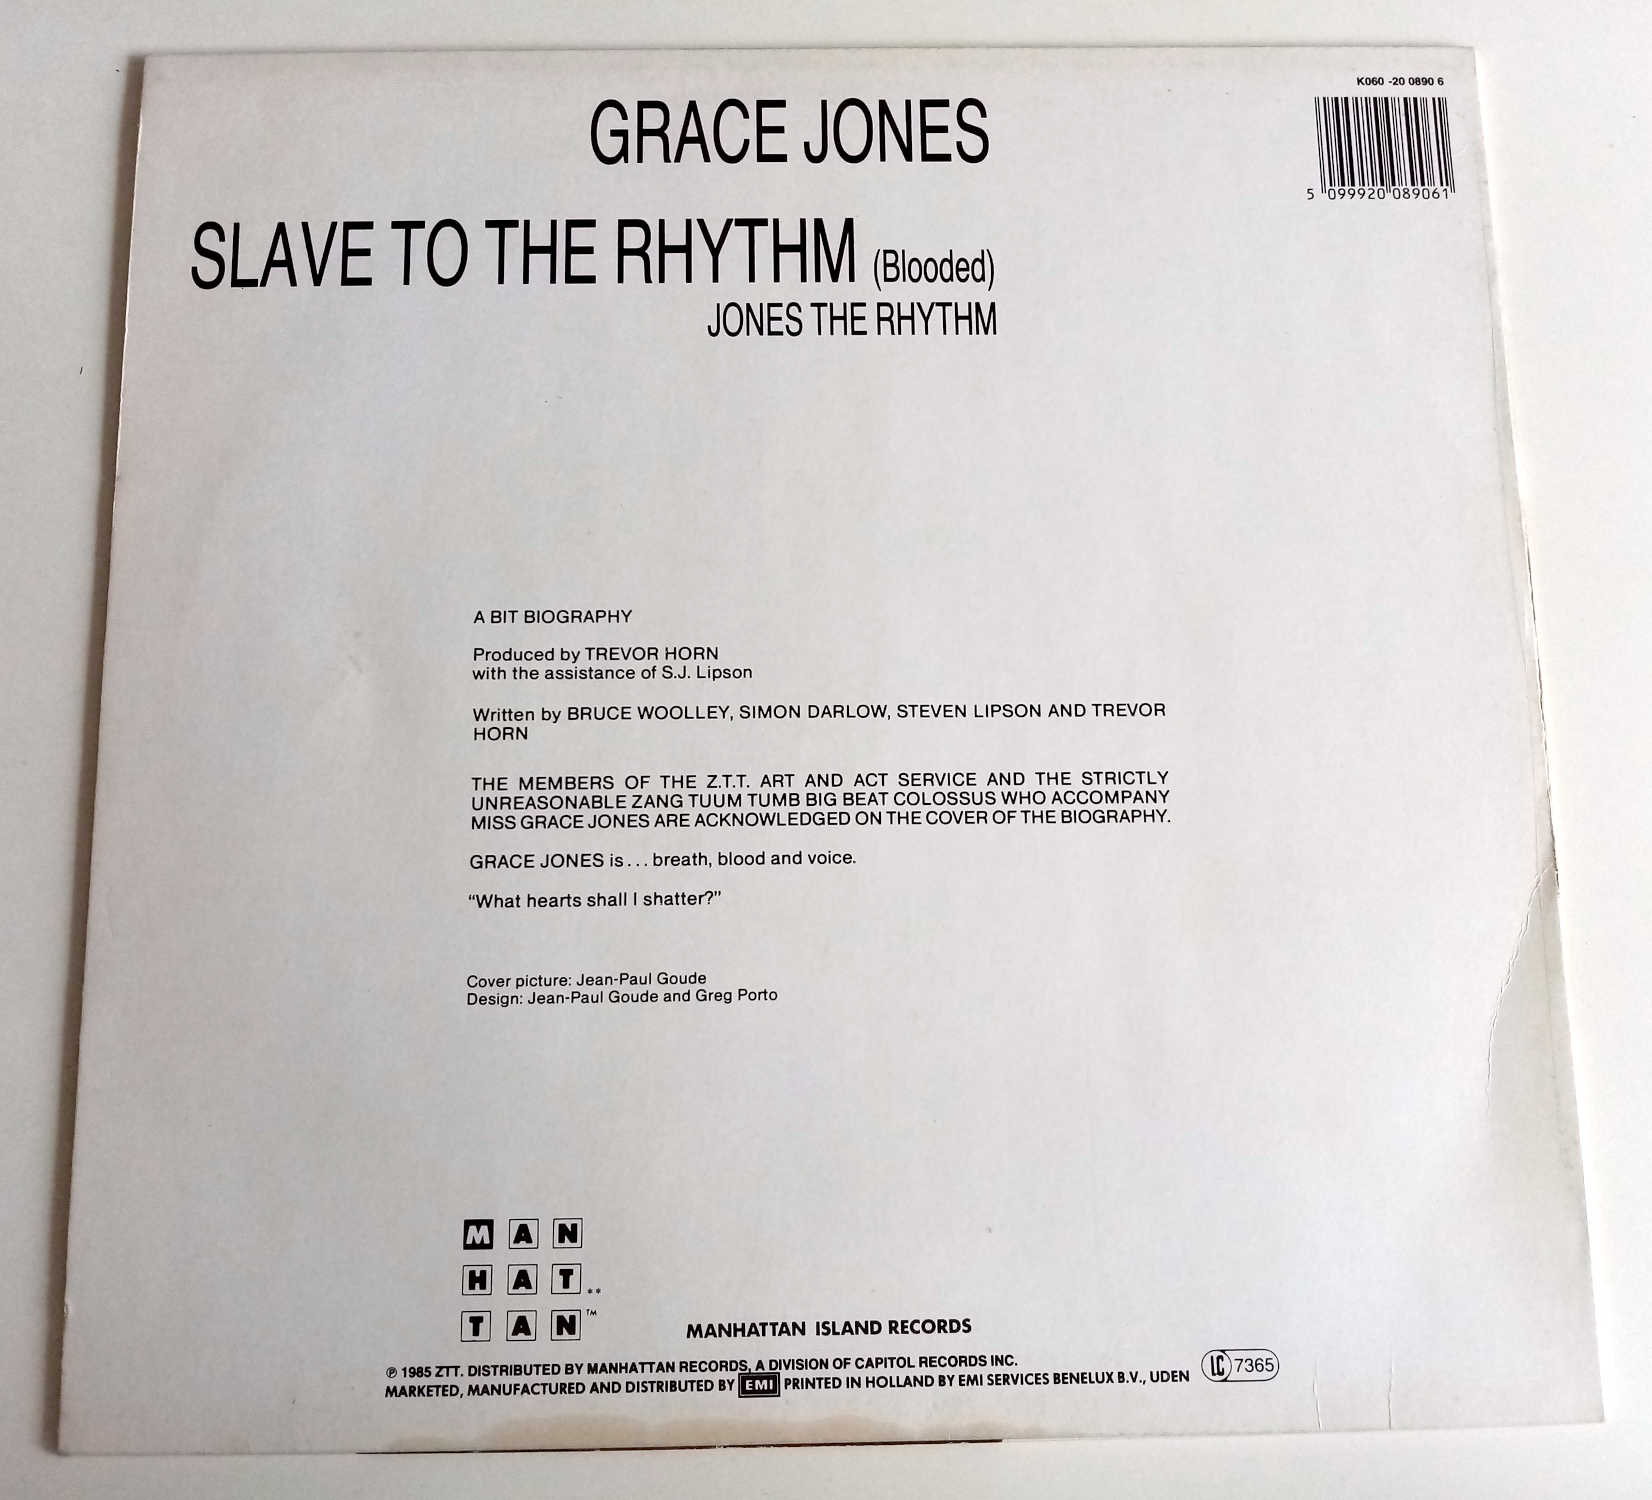 K060 -20 0890 6
GRACE JONES
5 099920 089061
SLAVE TO THE RHYTHM (Blooded)
JONES THE RHYTHM
A BIT BIOGRAPHY
Produced by TREVOR HORN
with the assistance of S.J. Lipson
Written by BRUCE WOOLLEY, SIMON DARLOW, STEVEN LIPSON AND TREVOR
HORN
THE MEMBERS OF THE Z.T.T. ART AND ACT SERVICE AND THE STRICTLY
UNREASONABLE ZANG TUUM TUMB BIG BEAT COLOSSUS WHO ACCOMPANY
MISS GRACE JONES ARE ACKNOWLEDGED ON THE COVER OF THE BIOGRAPHY.
GRACE JONES is... breath, blood and voice.
“What hearts shall I shatter?”
Cover picture: Jean-Paul Goude
Design: Jean-Paul Goude and Greg Porto
MAN
HAT**
TAN™
MANHATTAN ISLAND RECORDS
℗ 1985 ZTT. DISTRIBUTED BY MANHATTAN RECORDS, A DIVISION OF CAPITOL RECORDS INC.
MARKETED, MANUFACTURED AND DISTRIBUTED BY EMI PRINTED IN HOLLAND BY EMI SERVICES BENELUX B.V., UDEN
LC 7365